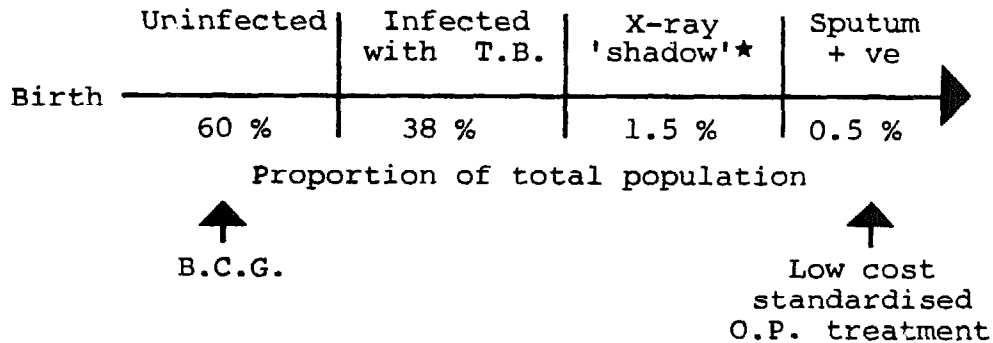 Uninfected Infected with T.B. X-ray 'shadow'★ Sputum + ve
Birth
60 % 38 % 1.5 % 0.5 %
Proportion of total population
B.C.G.
Low cost
standardised
O.P. treatment